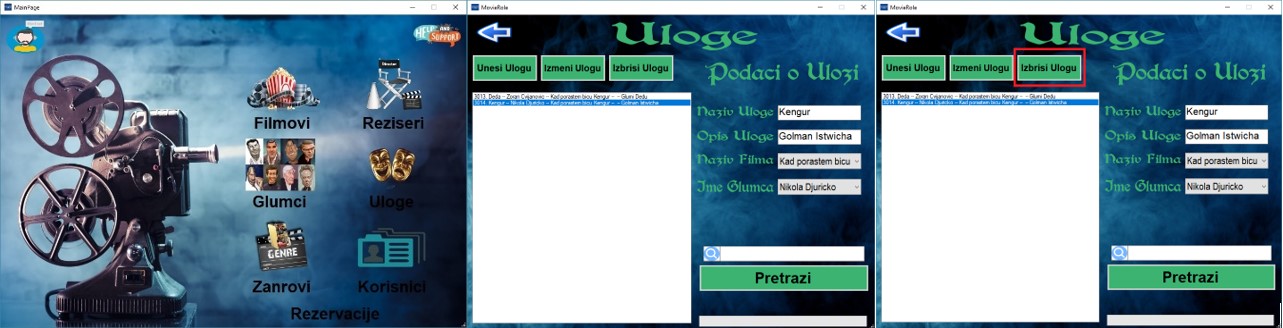 MainPage
HELP AND SUPPORT
Director
Filmovi
Reziseri
Glumci
Uloge
GENRE
Zanrovi
Korisnici
Rezervacije
MovieRole
Uloge
Unesi Ulogu
Izmeni Ulogu
Izbrisi Ulogu
Podaci o Ulozi
3013. Deda - Zoran Cvijanovic - Kad porastem bicu Kengur - - Glumi Dedu
3014. Kengur - Nikola Djuricko - Kad porastem bicu Kengur - - Golman Istwicha
Naziv Uloge
Kengur
Opis Uloge
Golman Istwicha
Naziv Filma
Kad porastem bicu
Ime Glumca
Nikola Djuricko
Pretrazi
MovieRole
Uloge
Unesi Ulogu
Izmeni Ulogu
Izbrisi Ulogu
Podaci o Ulozi
3013. Deda - Zoran Cvijanovic - Kad porastem bicu Kengur - - Glumi Dedu
3014. Kengur - Nikola Djuricko - Kad porastem bicu Kengur - - Golman Istwicha
Naziv Uloge
Kengur
Opis Uloge
Golman Istwicha
Naziv Filma
Kad porastem bicu
Ime Glumca
Nikola Djuricko
Pretrazi